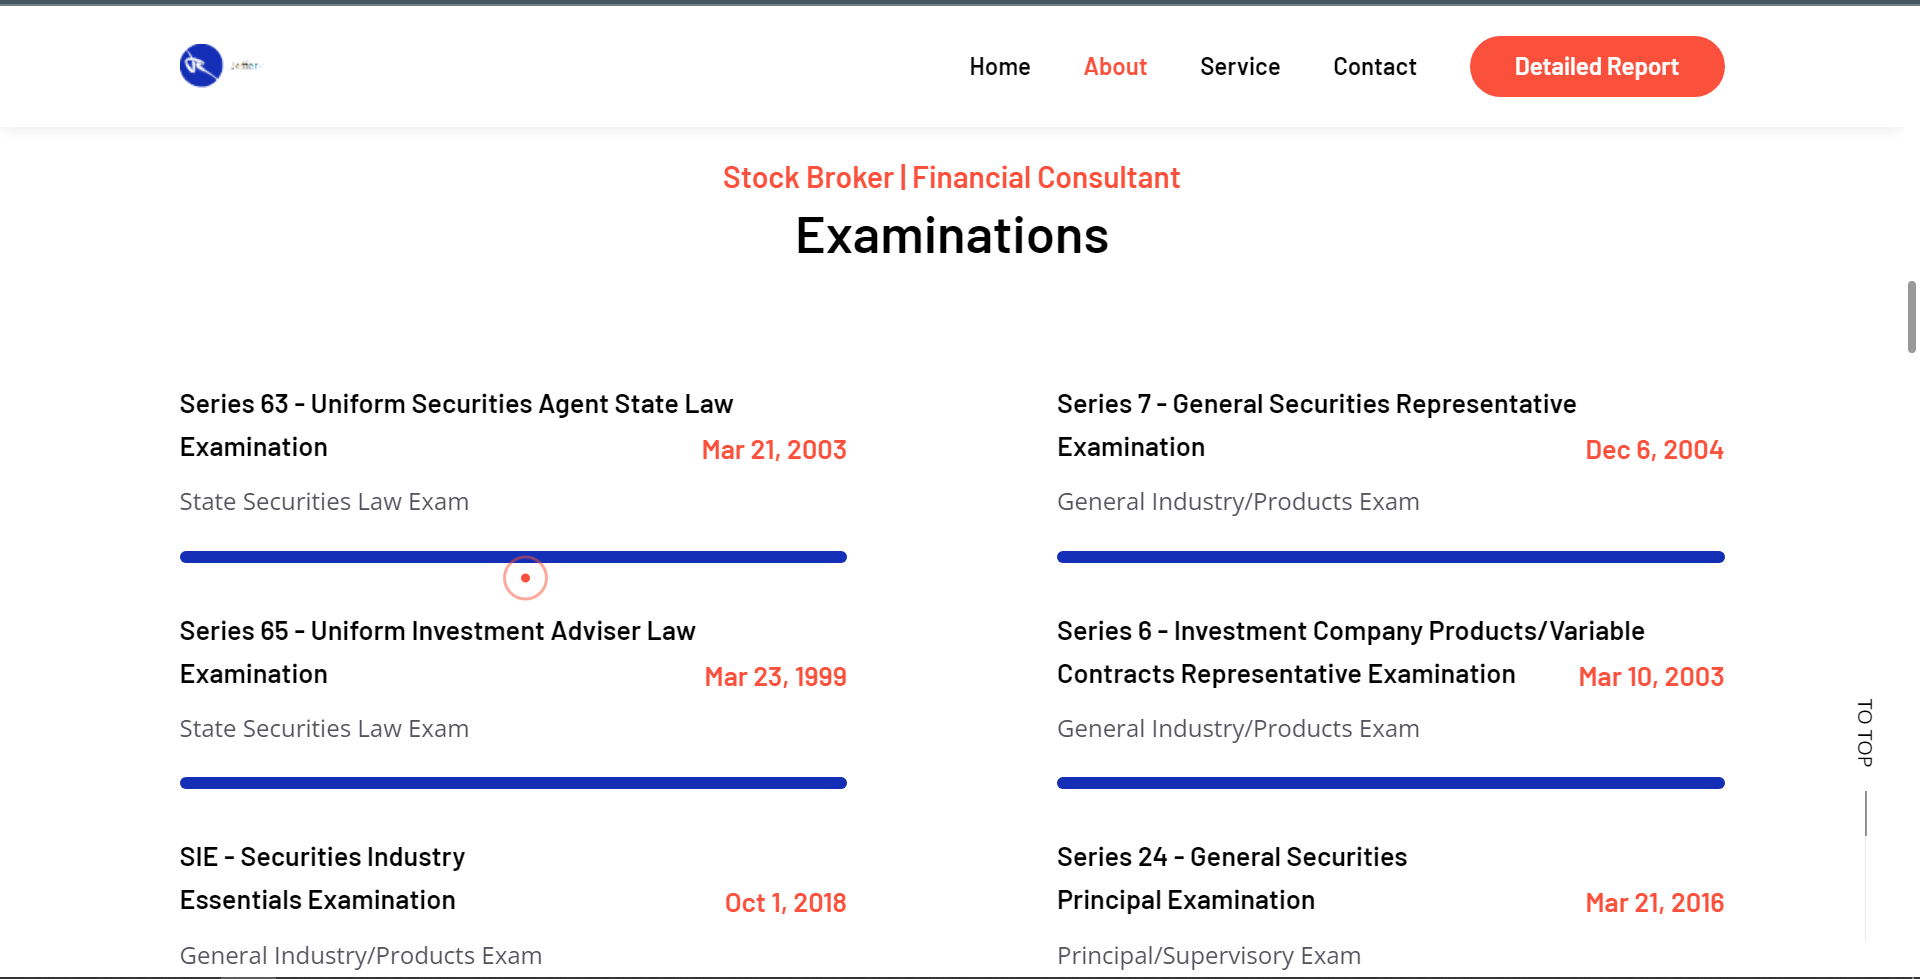 Home About Service Contact Detailed Report
Stock Broker | Financial Consultant
Examinations
Series 63 - Uniform Securities Agent State Law
Examination
Mar 21, 2003
State Securities Law Exam
Series 7 - General Securities Representative
Examination
Dec 6, 2004
General Industry/Products Exam
Series 65 - Uniform Investment Adviser Law
Examination
Mar 23, 1999
State Securities Law Exam
Series 6 - Investment Company Products/Variable
Contracts Representative Examination
Mar 10, 2003
General Industry/Products Exam
SIE - Securities Industry
Essentials Examination
Oct 1, 2018
General Industry/Products Exam
Series 24 - General Securities
Principal Examination
Mar 21, 2016
Principal/Supervisory Exam
TO TOP